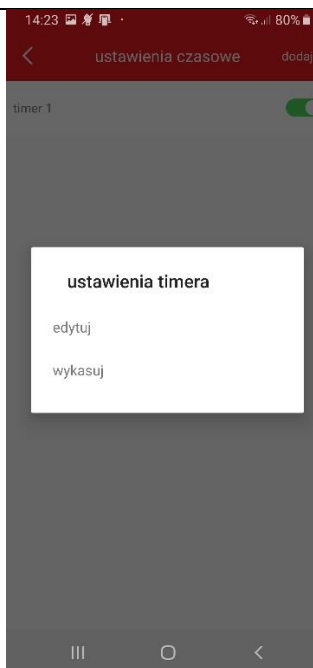 14:23 80%
ustawienia czasowe dodaj
timer 1
ustawienia timera
edytuj
wykasuj